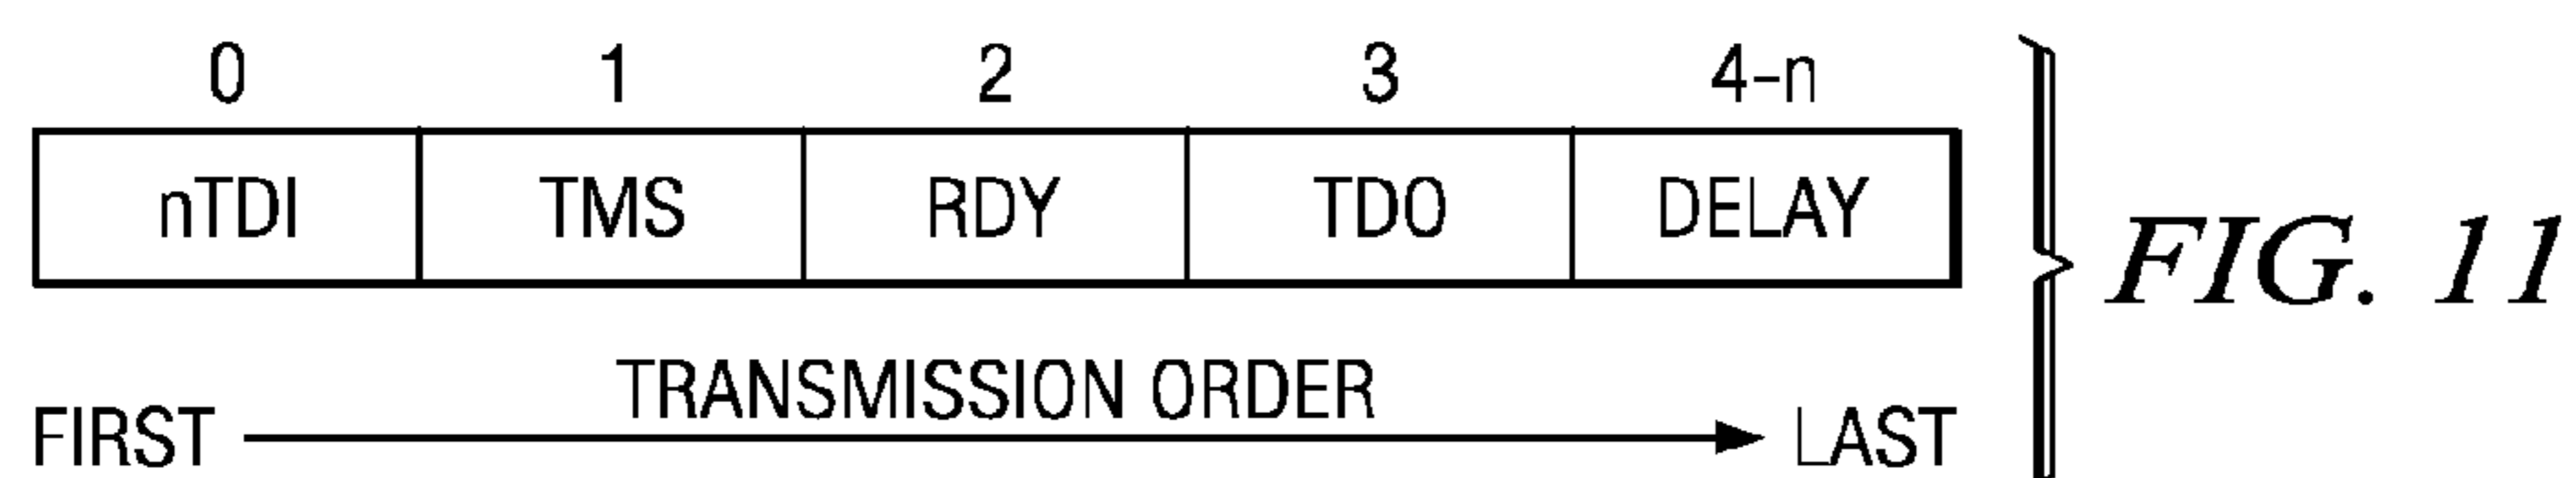 0 1 2 3 4-n
nTDI TMS RDY TDO DELAY
FIG. 11
TRANSMISSION ORDER
FIRST LAST